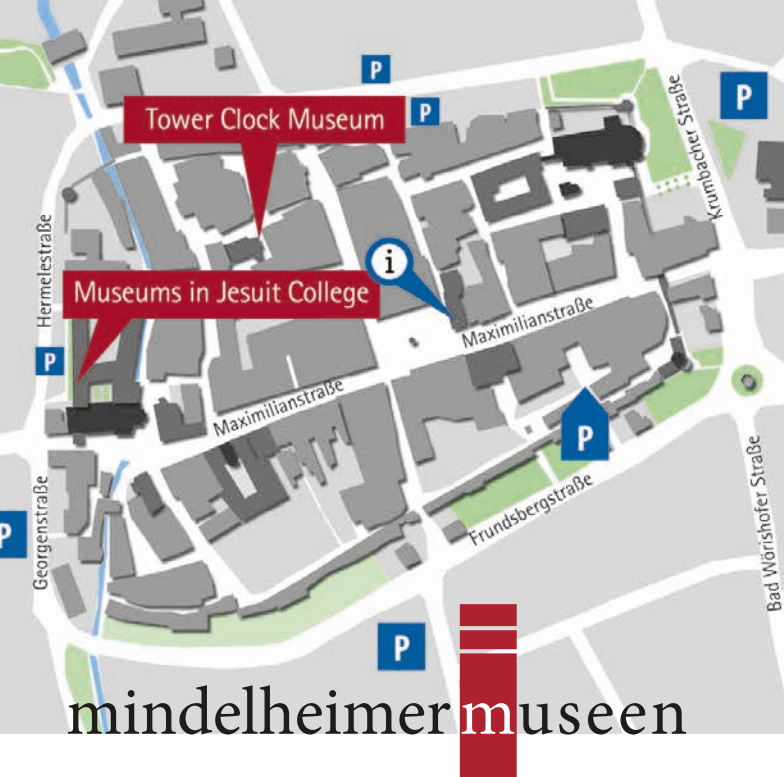 P
P
P
Tower Clock Museum
Krumbacher Straße
Hermelestraße
i
Museums in Jesuit College
Maximilianstraße
P
Maximilianstraße
P
Bad Wörishofer Straße
Georgenstraße
Frundsbergstraße
P
P
mindelheimer museen